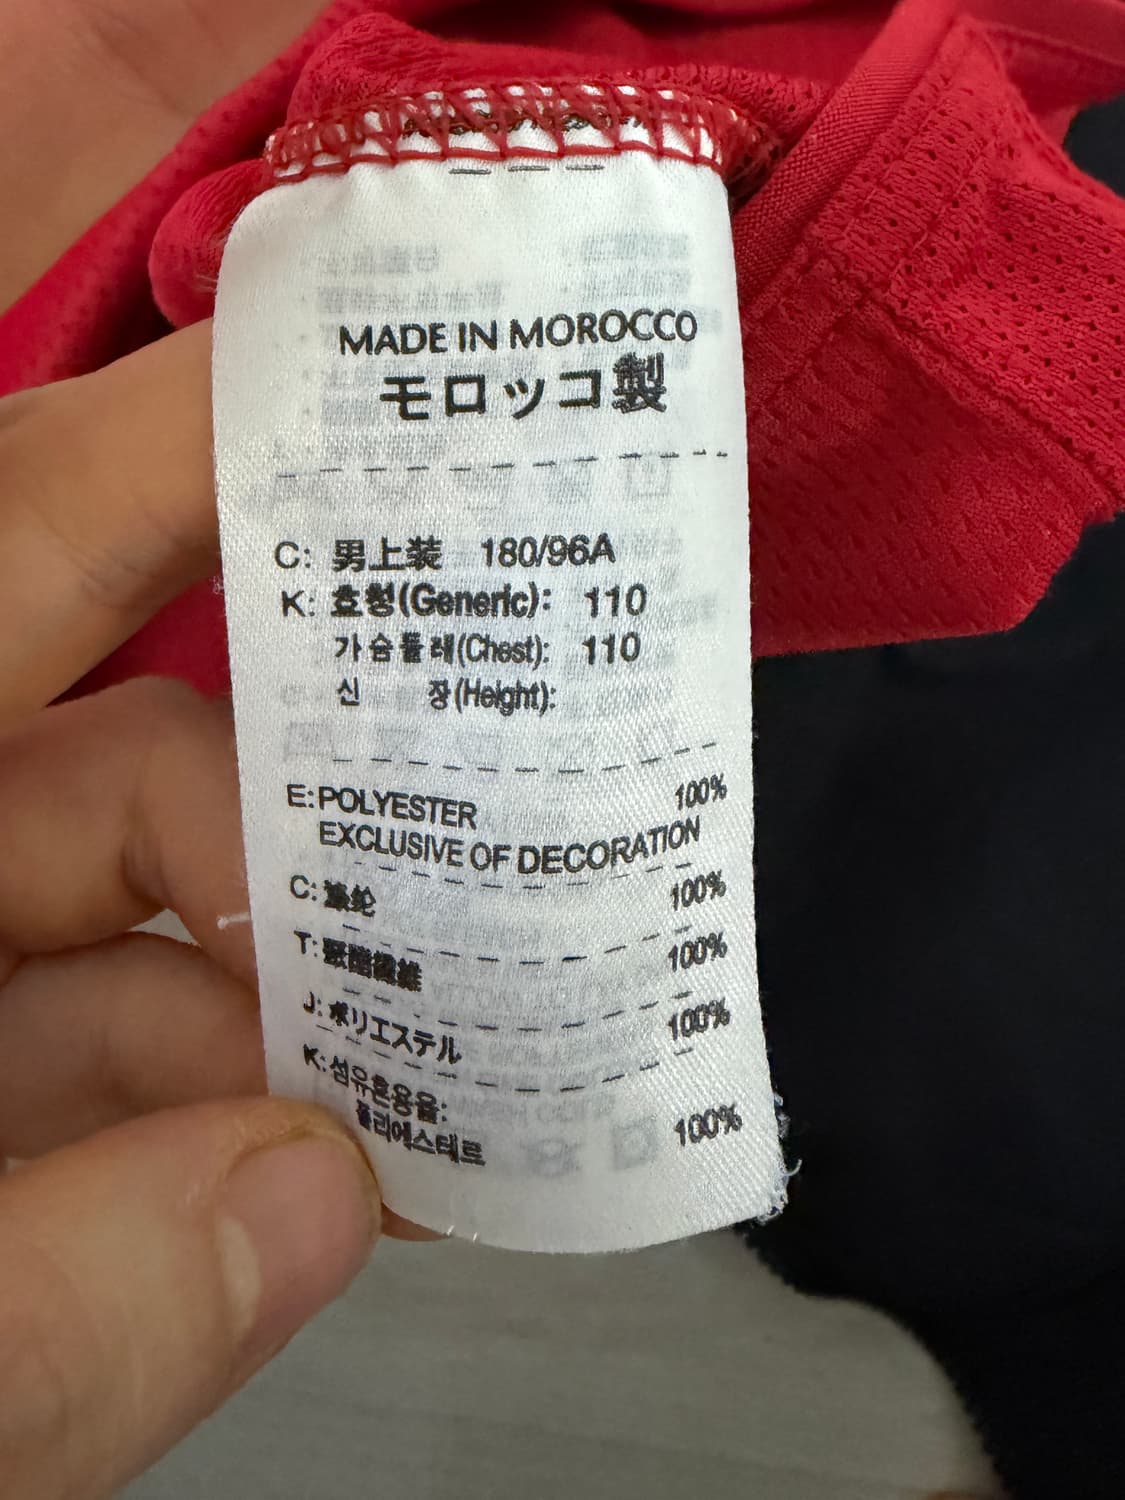 MADE IN MOROCCO
モロッコ製
C: 男上装 180/96A
K: 호칭(Generic): 110
가슴둘레(Chest): 110
신 장(Height):
E: POLYESTER 100%
EXCLUSIVE OF DECORATION
C: 涤纶 100%
T: 聚酯纖維 100%
J: ポリエステル 100%
K: 섬유혼용율:
폴리에스테르 100%